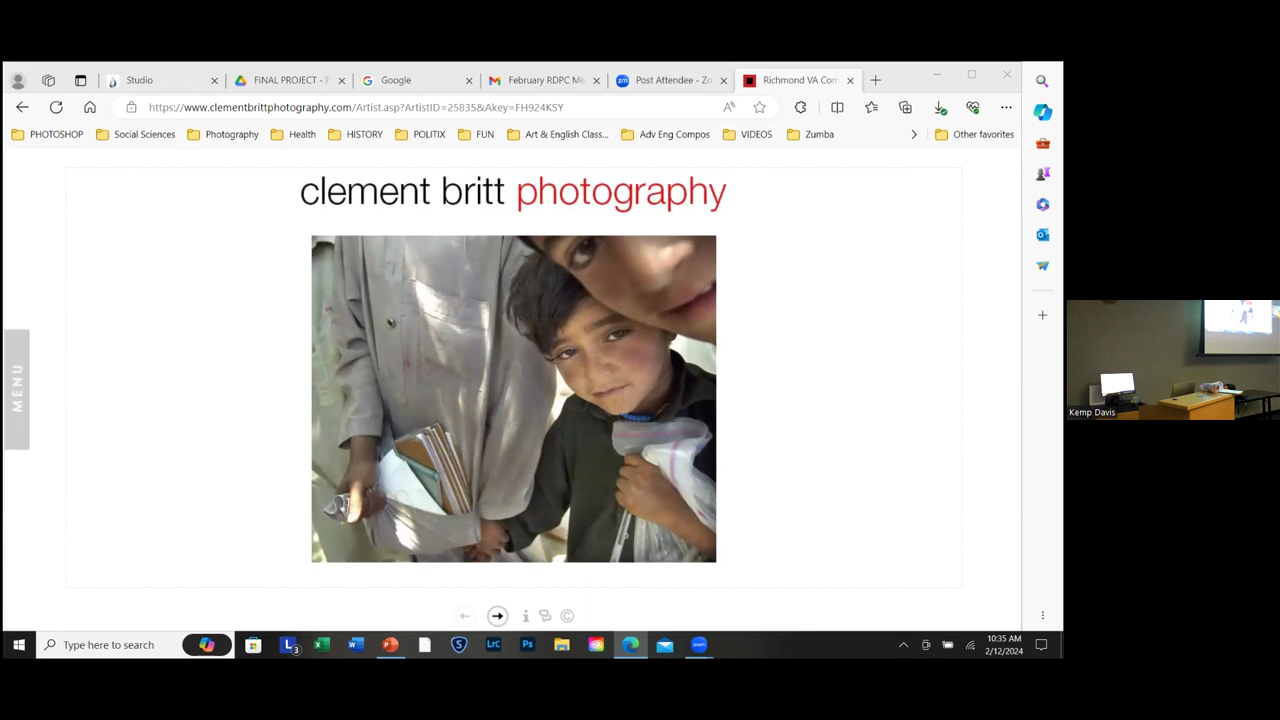 Studio
FINAL PROJECT - P
Google
February RDPC Me
Post Attendee - Zo
Richmond VA Com
https://www.clementbrittphotography.com/Artist.asp?ArtistID=25835&Akey=FH924KSY
PHOTOSHOP
Social Sciences
Photography
Health
HISTORY
POLITIX
FUN
Art & English Class...
Adv Eng Compos
VIDEOS
Zumba
Other favorites
clement britt photography
MENU
Kemp Davis
Type here to search
10:35 AM
2/12/2024